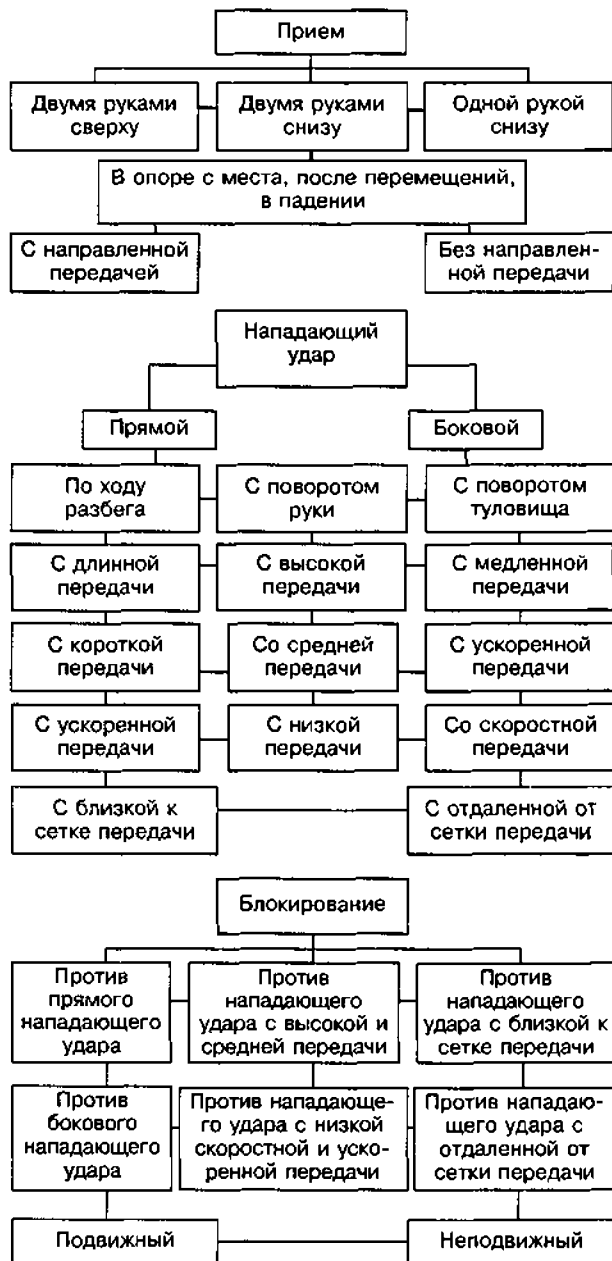 Прием
Двумя руками
сверху
Двумя руками
снизу
Одной рукой
снизу
В опоре с места, после перемещений,
в падении
С направленной
передачей
Без направлен-
ной передачи
Нападающий
удар
Прямой
Боковой
По ходу
разбега
С поворотом
руки
С поворотом
туловища
С длинной
передачи
С высокой
передачи
С медленной
передачи
С короткой
передачи
Со средней
передачи
С ускоренной
передачи
С ускоренной
передачи
С низкой
передачи
Со скоростной
передачи
С близкой к
сетке передачи
С отдаленной от
сетки передачи
Блокирование
Против
прямого
нападающего
удара
Против
нападающего
удара с высокой и
средней передачи
Против
нападающего
удара с близкой к
сетке передачи
Против
бокового
нападающего
удара
Против нападающе-
го удара с низкой
скоростной и уско-
ренной передачи
Против нападаю-
щего удара с
отдаленной от
сетки передачи
Подвижный
Неподвижный